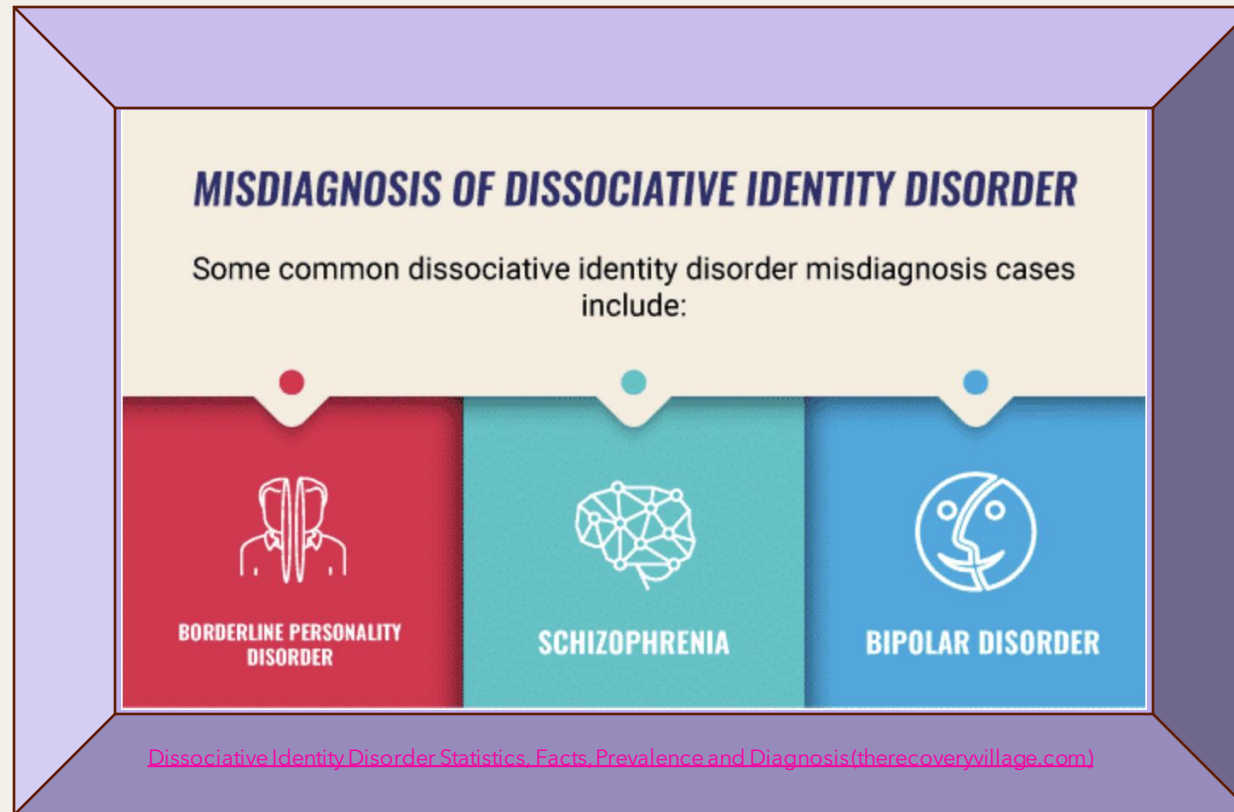 MISDIAGNOSIS OF DISSOCIATIVE IDENTITY DISORDER
Some common dissociative identity disorder misdiagnosis cases
include:
BORDERLINE PERSONALITY
DISORDER
SCHIZOPHRENIA
BIPOLAR DISORDER
Dissociative Identity Disorder Statistics, Facts, Prevalence and Diagnosis (therecoveryvillage.com)